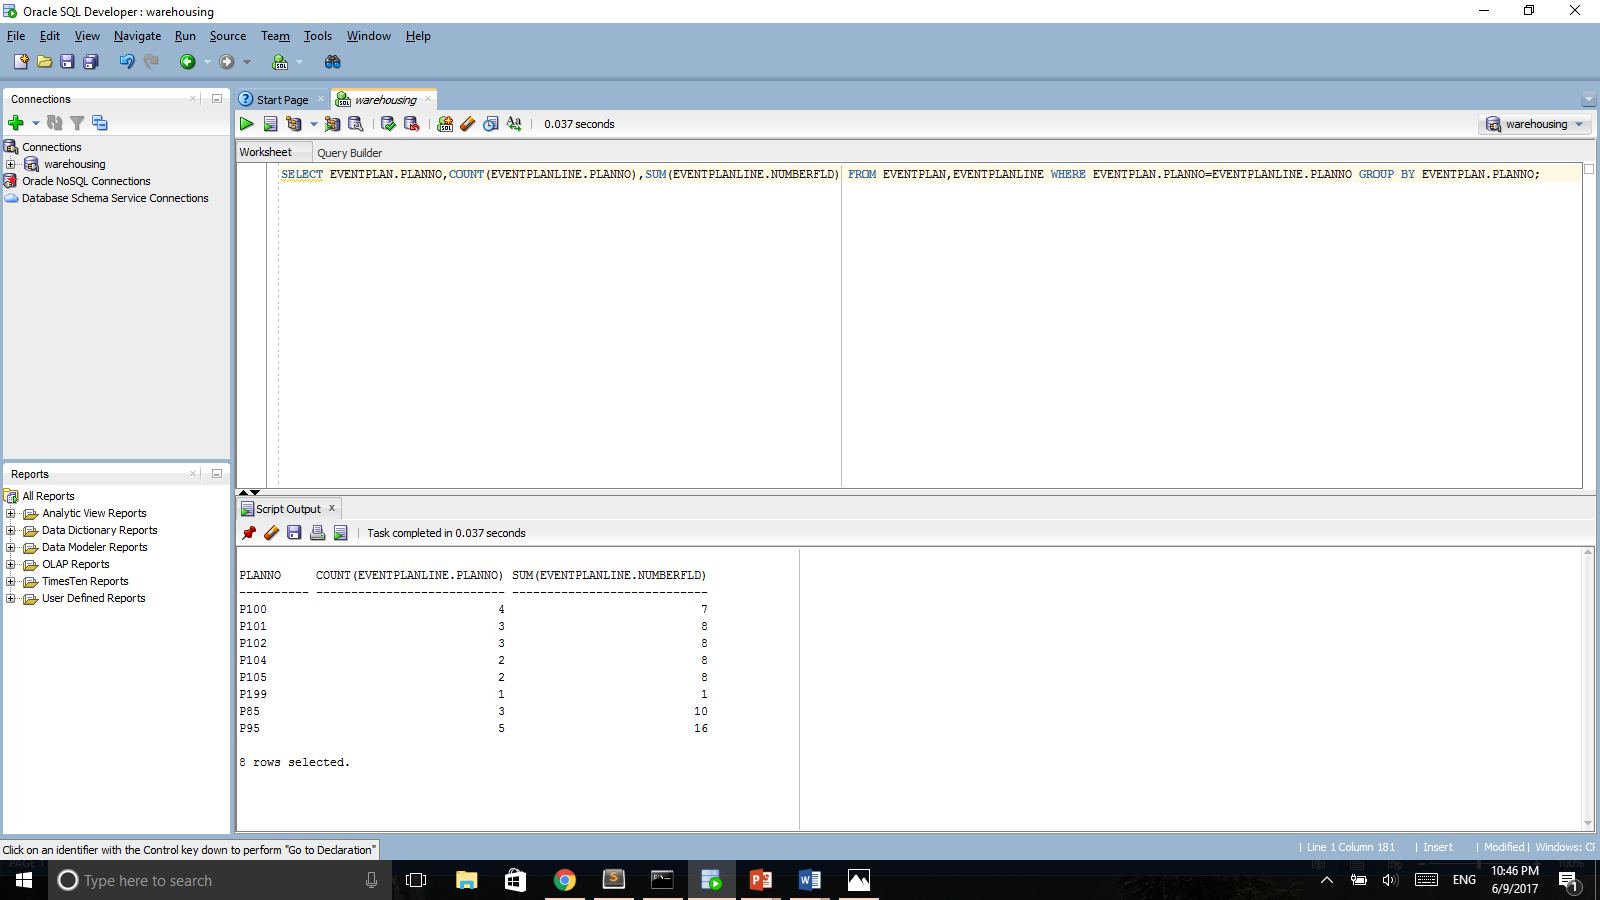 Oracle SQL Developer : warehousing
File Edit View Navigate Run Source Team Tools Window Help
Connections
Connections
warehousing
Oracle NoSQL Connections
Database Schema Service Connections
Reports
All Reports
Analytic View Reports
Data Dictionary Reports
Data Modeler Reports
OLAP Reports
TimesTen Reports
User Defined Reports
Start Page warehousing
0.037 seconds
warehousing
Worksheet Query Builder
SELECT EVENTPLAN.PLANNO,COUNT(EVENTPLANLINE.PLANNO),SUM(EVENTPLANLINE.NUMBERFLD) FROM EVENTPLAN,EVENTPLANLINE WHERE EVENTPLAN.PLANNO=EVENTPLANLINE.PLANNO GROUP BY EVENTPLAN.PLANNO;
Script Output
Task completed in 0.037 seconds
PLANNO COUNT(EVENTPLANLINE.PLANNO) SUM(EVENTPLANLINE.NUMBERFLD)
---------- --------------------------- ----------------------------
P100 4 7
P101 3 8
P102 3 8
P104 2 8
P105 2 8
P199 1 1
P85 3 10
P95 5 16
8 rows selected.
Click on an identifier with the Control key down to perform "Go to Declaration"
Line 1 Column 181 Insert Modified Windows: CF
Type here to search
ENG
10:46 PM
6/9/2017
1